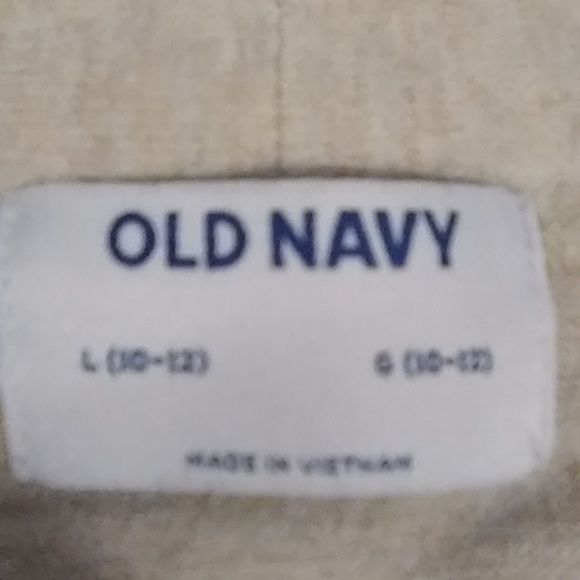 OLD NAVY
L (10-12) G (10-12)
MADE IN VIETNAM